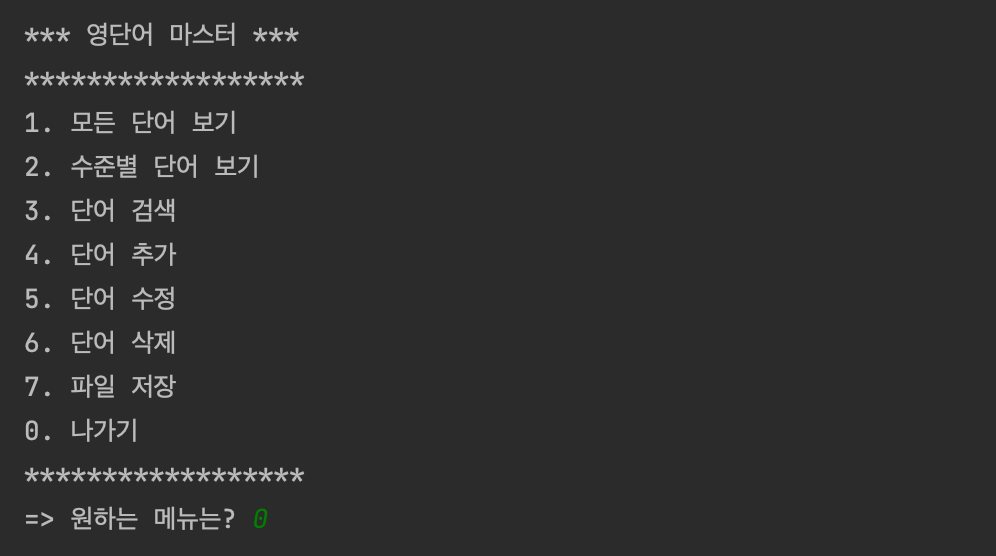 *** 영단어 마스터 ***
******************
1. 모든 단어 보기
2. 수준별 단어 보기
3. 단어 검색
4. 단어 추가
5. 단어 수정
6. 단어 삭제
7. 파일 저장
0. 나가기
******************
=> 원하는 메뉴는? 0